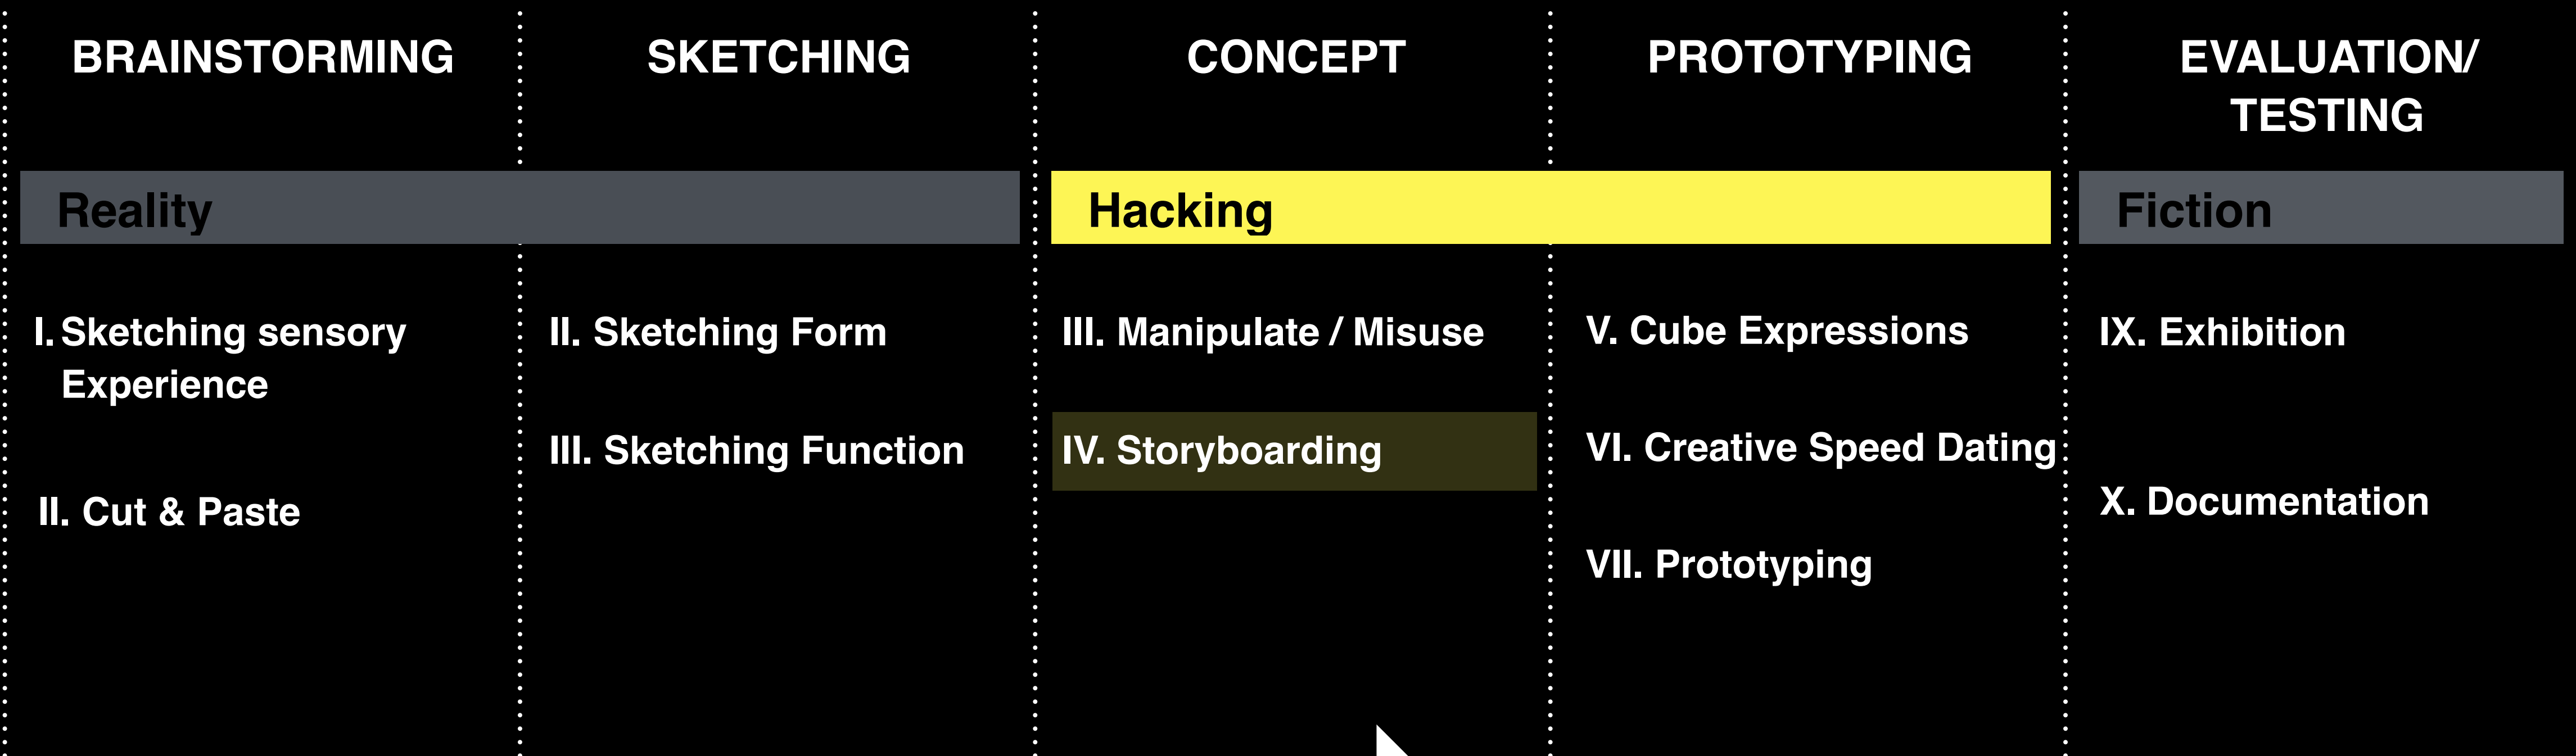 BRAINSTORMING
SKETCHING
CONCEPT
PROTOTYPING
EVALUATION/
TESTING
Reality
Hacking
Fiction
I. Sketching sensory
Experience
II. Cut & Paste
II. Sketching Form
III. Sketching Function
III. Manipulate / Misuse
IV. Storyboarding
V. Cube Expressions
VI. Creative Speed Dating
VII. Prototyping
IX. Exhibition
X. Documentation